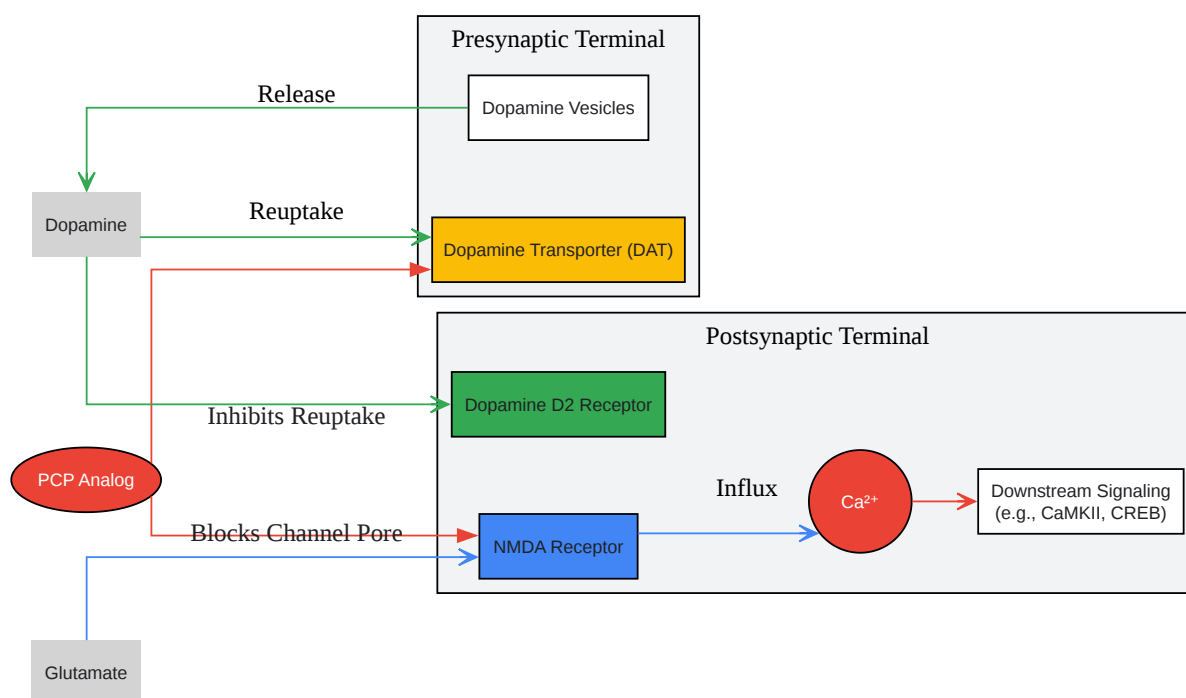 Presynaptic Terminal
Release
Dopamine Vesicles
Dopamine
Reuptake
Dopamine Transporter (DAT)
Postsynaptic Terminal
Dopamine D2 Receptor
Inhibits Reuptake
PCP Analog
Influx
Ca²⁺
Downstream Signaling
(e.g., CaMKII, CREB)
Blocks Channel Pore
NMDA Receptor
Glutamate